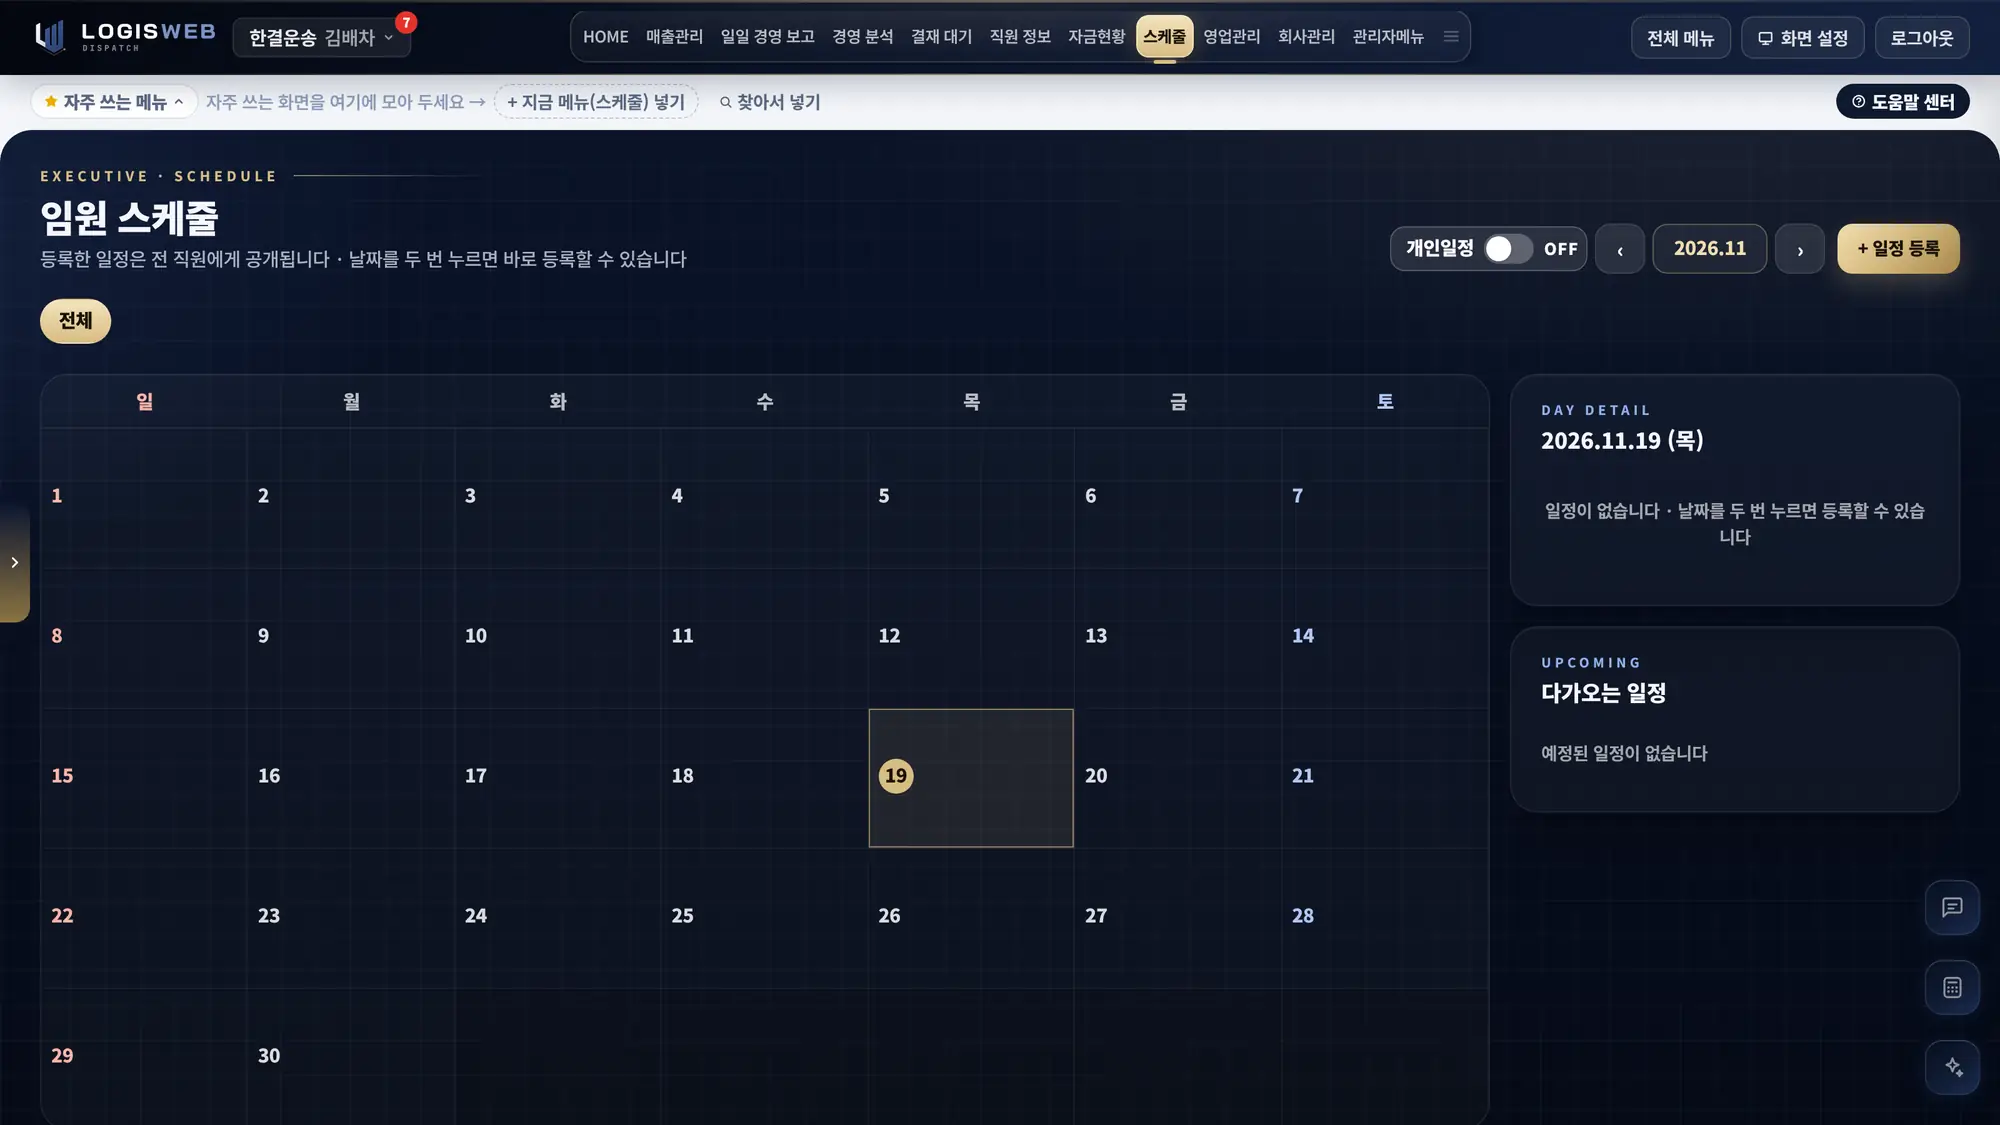 LOGISWEB
DISPATCH
한결운송 김배차
7
HOME 매출관리 일일 경영 보고 경영 분석 결재 대기 직원 정보 자금현황 스케줄 영업관리 회사관리 관리자메뉴
전체 메뉴
화면 설정
로그아웃
자주 쓰는 메뉴
자주 쓰는 화면을 여기에 모아 두세요 →
+ 지금 메뉴(스케줄) 넣기
찾아서 넣기
도움말 센터
EXECUTIVE · SCHEDULE
임원 스케줄
등록한 일정은 전 직원에게 공개됩니다 · 날짜를 두 번 누르면 바로 등록할 수 있습니다
개인일정 OFF
‹
2026.11
›
+ 일정 등록
전체
일 월 화 수 목 금 토
1 2 3 4 5 6 7
8 9 10 11 12 13 14
15 16 17 18 19 20 21
22 23 24 25 26 27 28
29 30
DAY DETAIL
2026.11.19 (목)
일정이 없습니다 · 날짜를 두 번 누르면 등록할 수 있습
니다
UPCOMING
다가오는 일정
예정된 일정이 없습니다